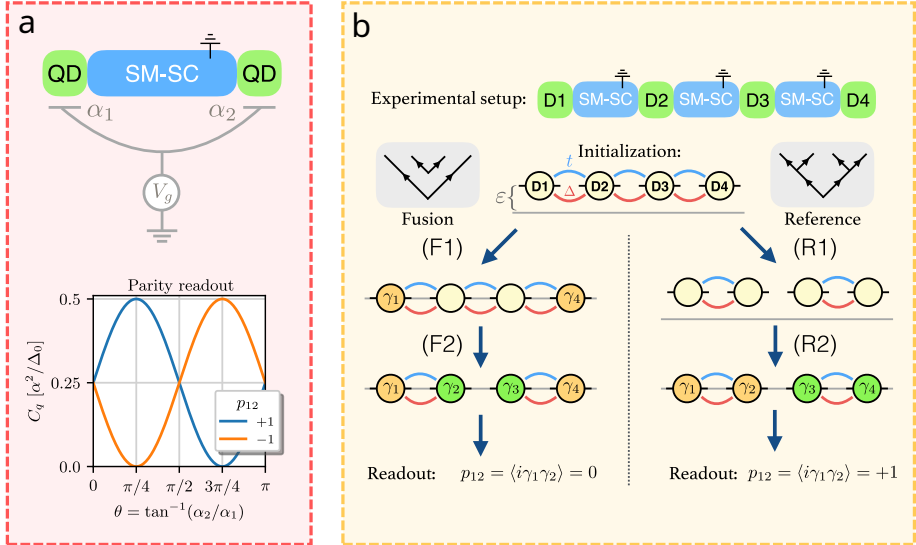 a
QD SM-SC QD
α₁ α₂
V_g
Parity readout
C_q [α²/Δ₀]
0.5
0.25
0.0
p₁₂
+1
−1
0 π/4 π/2 3π/4 π
θ = tan⁻¹(α₂/α₁)
b
Experimental setup: D1 SM-SC D2 SM-SC D3 SM-SC D4
Initialization:
t
D1 Δ D2 D3 D4
ε{
Fusion
Reference
(F1) (R1)
γ₁ γ₄
(F2) (R2)
γ₁ γ₂ γ₃ γ₄
γ₁ γ₂ γ₃ γ₄
Readout: p₁₂ = ⟨iγ₁γ₂⟩ = 0
Readout: p₁₂ = ⟨iγ₁γ₂⟩ = +1